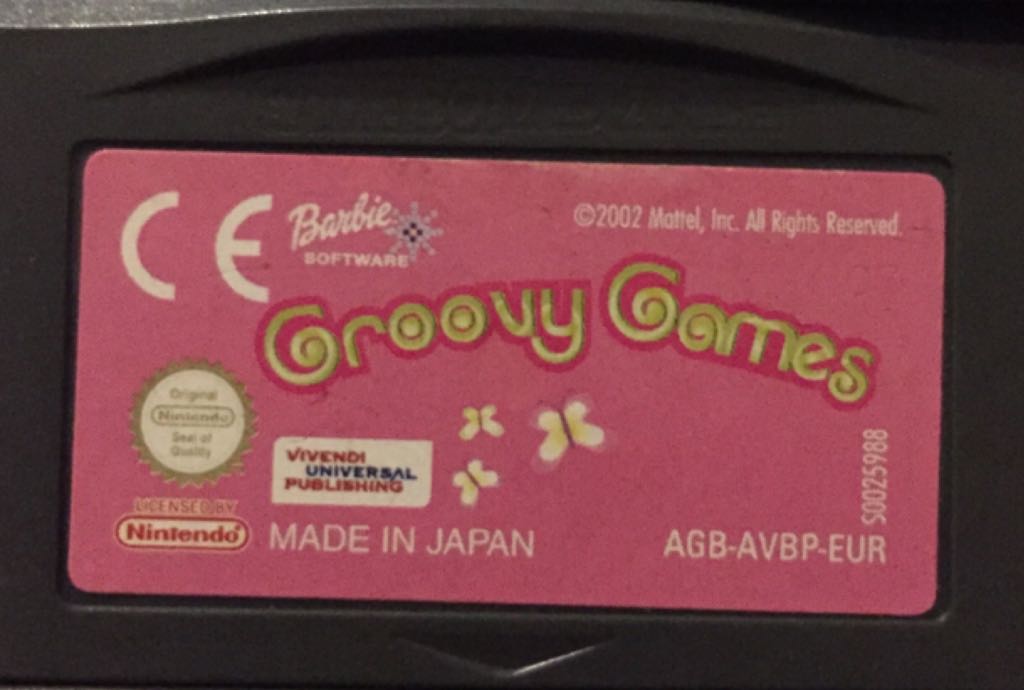 CE
Barbie
SOFTWARE
©2002 Mattel, Inc. All Rights Reserved.
Groovy Games
Original
Nintendo
Seal of
Quality
VIVENDI
UNIVERSAL
PUBLISHING
LICENSED BY
Nintendo
MADE IN JAPAN
AGB-AVBP-EUR
S0025988